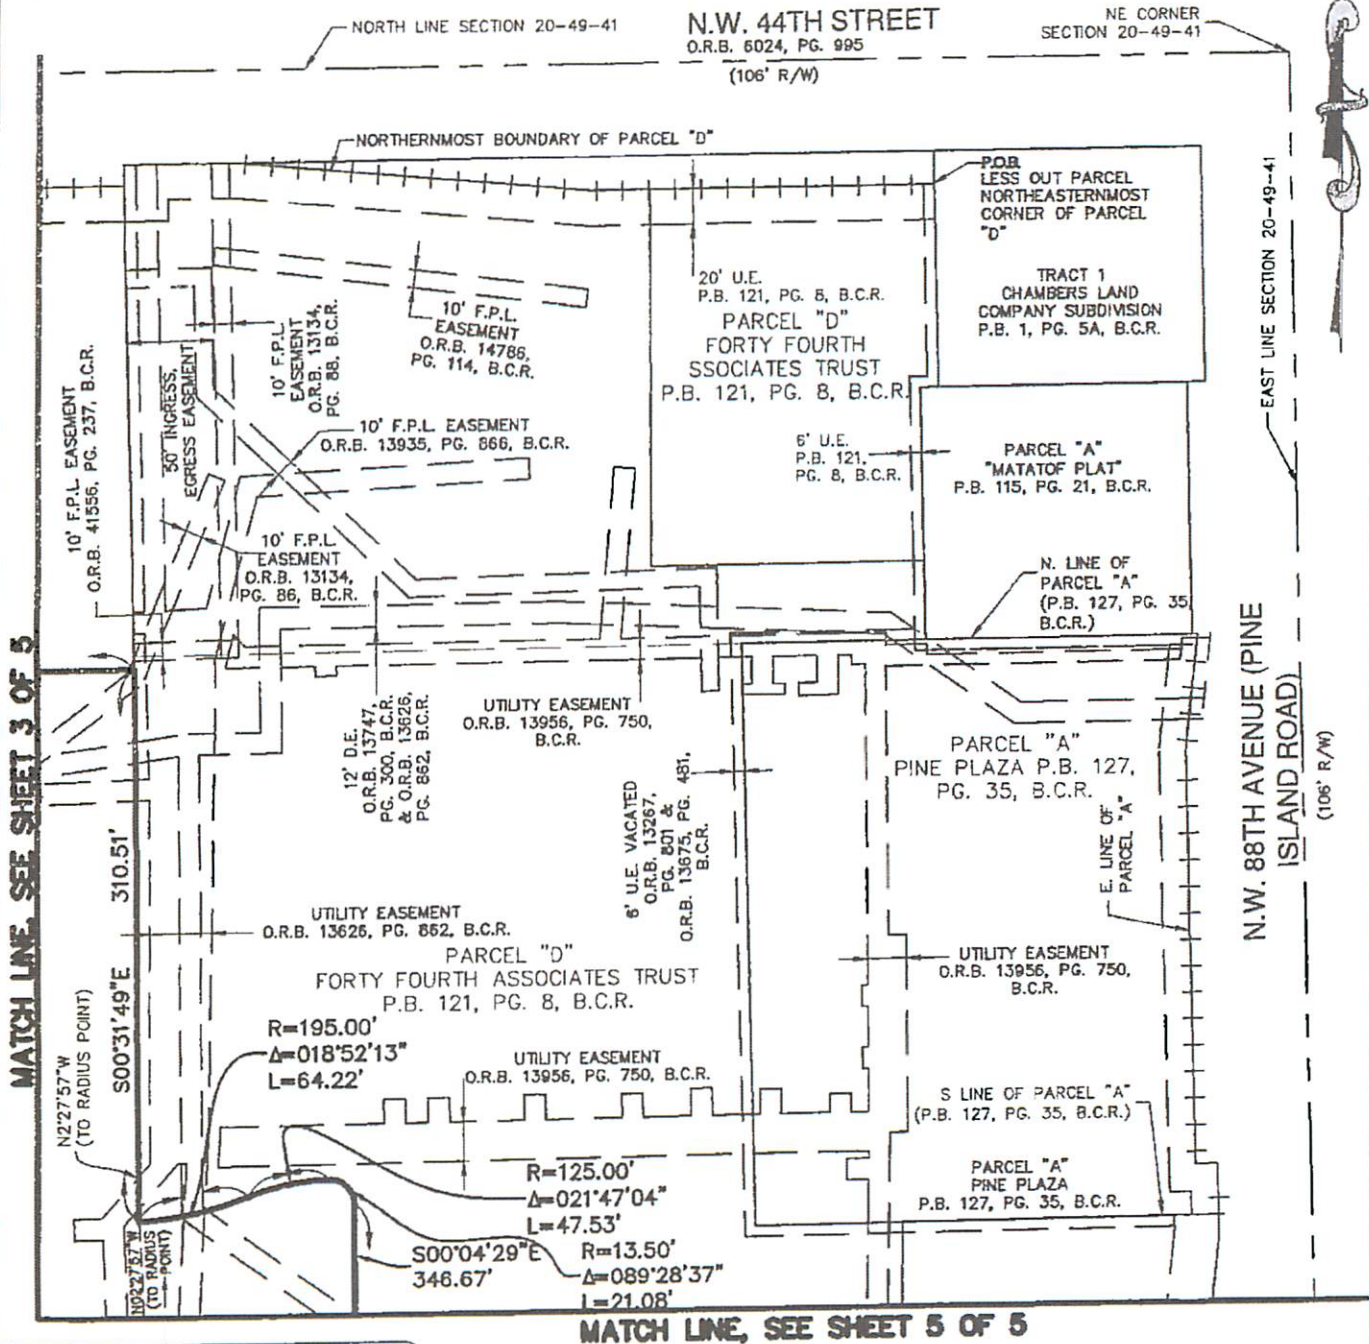 NORTH LINE SECTION 20-49-41
N.W. 44TH STREET
O.R.B. 6024, PG. 995
(106' R/W)
NE CORNER
SECTION 20-49-41
NORTHERNMOST BOUNDARY OF PARCEL "D"
P.O.B.
LESS OUT PARCEL
NORTHEASTERNMOST
CORNER OF PARCEL
"D"
TRACT 1
CHAMBERS LAND
COMPANY SUBDIVISION
P.B. 1, PG. 5A, B.C.R.
EAST LINE SECTION 20-49-41
20' U.E.
P.B. 121, PG. 8, B.C.R.
PARCEL "D"
FORTY FOURTH
SSOCIATES TRUST
P.B. 121, PG. 8, B.C.R.
10' F.P.L.
EASEMENT
O.R.B. 14786,
PG. 114, B.C.R.
10' F.P.L.
EASEMENT
O.R.B. 13134,
PG. 88, B.C.R.
50' INGRESS,
EGRESS EASEMENT
10' F.P.L. EASEMENT
O.R.B. 41556, PG. 237, B.C.R.
10' F.P.L. EASEMENT
O.R.B. 13935, PG. 866, B.C.R.
6' U.E.
P.B. 121,
PG. 8, B.C.R.
PARCEL "A"
"MATATOF PLAT"
P.B. 115, PG. 21, B.C.R.
10' F.P.L.
EASEMENT
O.R.B. 13134,
PG. 86, B.C.R.
N. LINE OF
PARCEL "A"
(P.B. 127, PG. 35
B.C.R.)
N.W. 88TH AVENUE (PINE
ISLAND ROAD)
(106' R/W)
MATCH LINE, SEE SHEET 3 OF 5
12' D.E.
O.R.B. 13747,
PG. 300, B.C.R.
& O.R.B. 13626,
PG. 862, B.C.R.
UTILITY EASEMENT
O.R.B. 13956, PG. 750,
B.C.R.
6' U.E. VACATED
O.R.B. 13267,
PG. 801 &
O.R.B. 13675, PG. 481,
B.C.R.
PARCEL "A"
PINE PLAZA P.B. 127,
PG. 35, B.C.R.
E. LINE OF
PARCEL "A"
310.51'
S00°31'49"E
UTILITY EASEMENT
O.R.B. 13626, PG. 862, B.C.R.
PARCEL "D"
FORTY FOURTH ASSOCIATES TRUST
P.B. 121, PG. 8, B.C.R.
UTILITY EASEMENT
O.R.B. 13956, PG. 750,
B.C.R.
N2°27'57"W
(TO RADIUS POINT)
R=195.00'
Δ=018°52'13"
L=64.22'
UTILITY EASEMENT
O.R.B. 13956, PG. 750, B.C.R.
S LINE OF PARCEL "A"
(P.B. 127, PG. 35, B.C.R.)
PARCEL "A"
PINE PLAZA
P.B. 127, PG. 35, B.C.R.
R=125.00'
Δ=021°47'04"
L=47.53'
S00°04'29"E
346.67'
R=13.50'
Δ=089°28'37"
L=21.08'
N02°27'57"W
(TO RADIUS
POINT)
MATCH LINE, SEE SHEET 5 OF 5